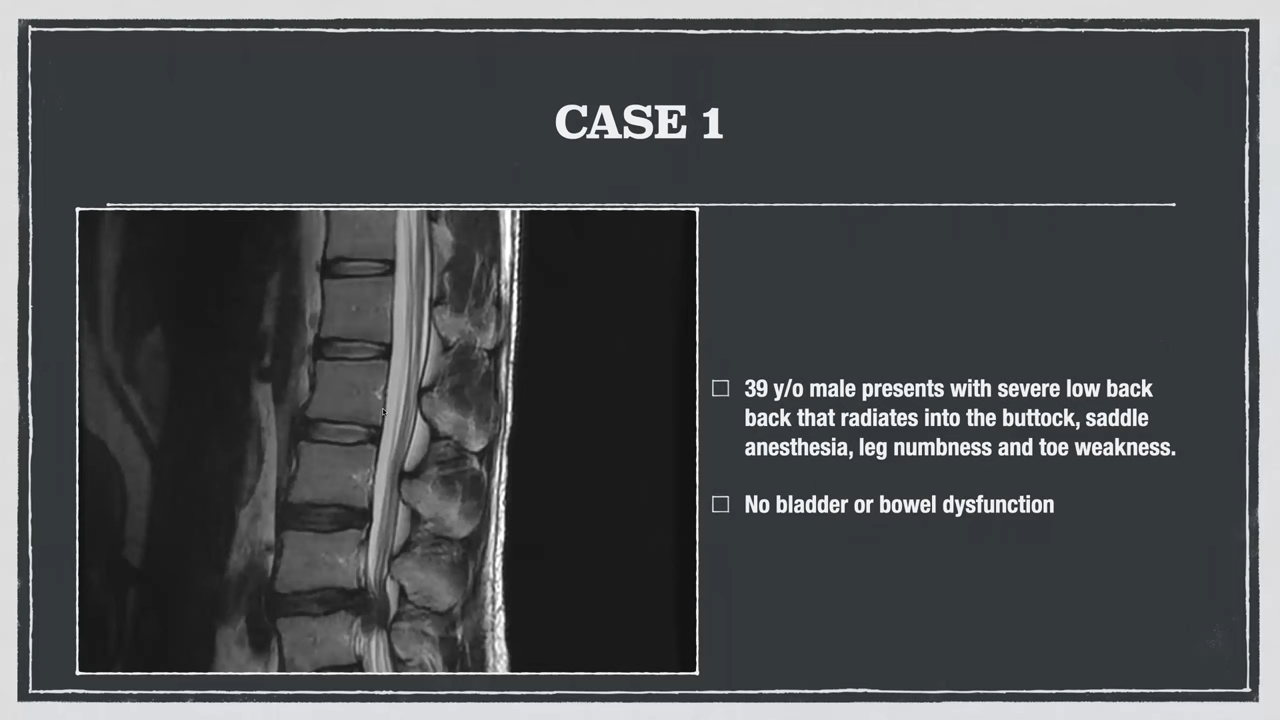 CASE 1
39 y/o male presents with severe low back
back that radiates into the buttock, saddle
anesthesia, leg numbness and toe weakness.
No bladder or bowel dysfunction